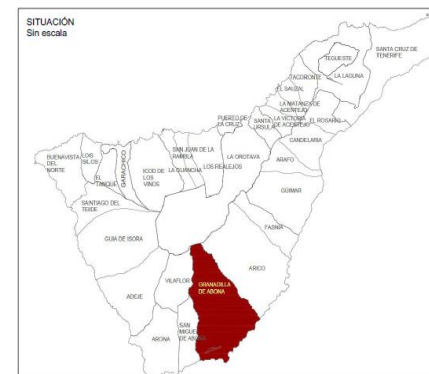 SITUACIÓN
Sin escala
SANTA CRUZ DE
TENERIFE
TEGUESTE
LA LAGUNA
TACORONTE
EL SAUZAL
LA MATANZA DE
ACENTEJO
LA VICTORIA
DE ACENTEJO
EL ROSARIO
SANTA
URSULA
PUERTO DE
LA CRUZ
CANDELARIA
ARAFO
LA OROTAVA
LOS REALEJOS
SAN JUAN DE LA
RAMBLA
LA GUANCHA
ICOD DE
LOS
VINOS
GARACHICO
EL
TANQUE
LOS
SILOS
BUENAVISTA
DEL
NORTE
SANTIAGO DEL
TEIDE
GUIMAR
FASNIA
GUIA DE ISORA
ARICO
VILAFLOR
GRANADILLA
DE ABONA
ADEJE
SAN
MIGUEL
DE ABONA
ARONA